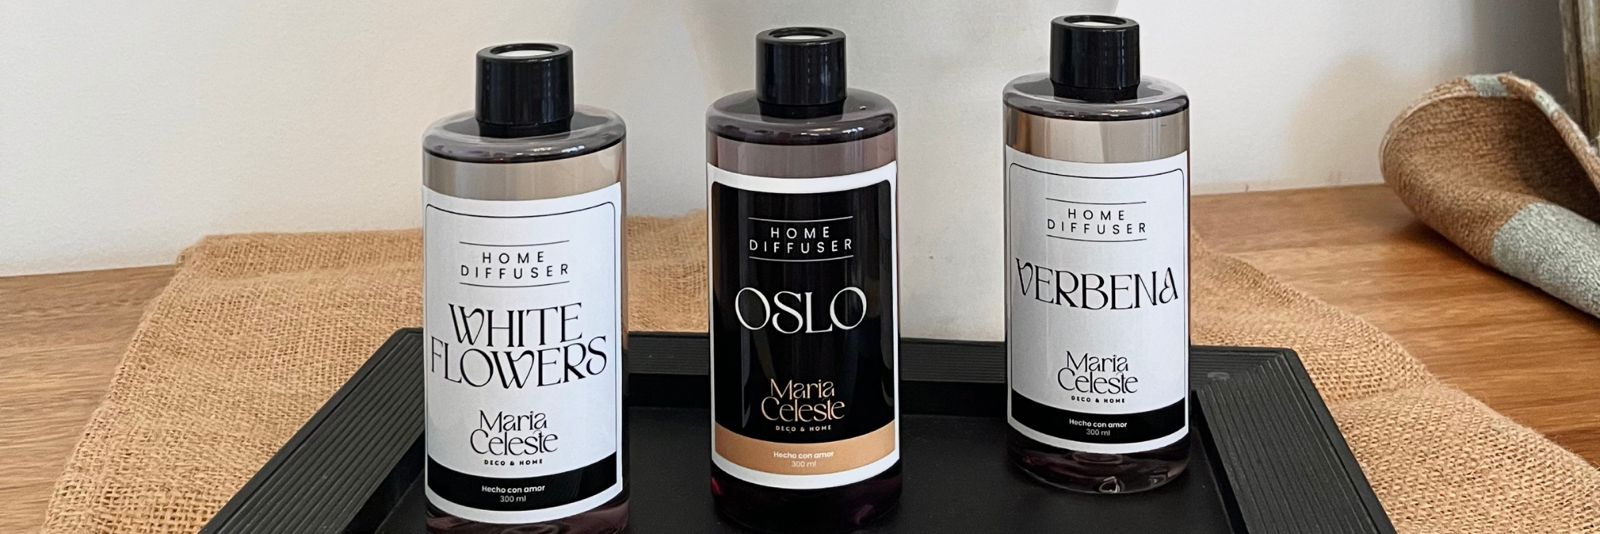 HOME
DIFFUSER
WHITE
FLOWERS
Maria
Celeste
DECO & HOME
Hecho con amor
300 ml
HOME
DIFFUSER
OSLO
Maria
Celeste
DECO & HOME
Hecho con amor
300 ml
HOME
DIFFUSER
VERBENA
Maria
Celeste
DECO & HOME
Hecho con amor
300 ml